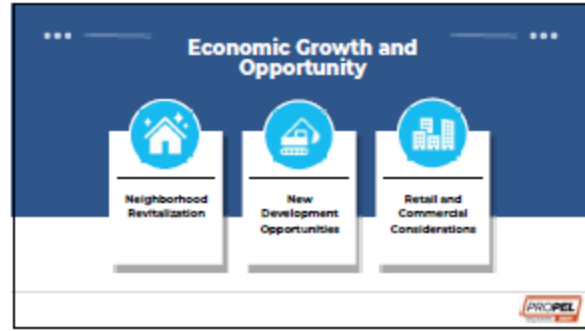 Economic Growth and
Opportunity
Neighborhood
Revitalization
New
Development
Opportunities
Retail and
Commercial
Considerations
PROPEL